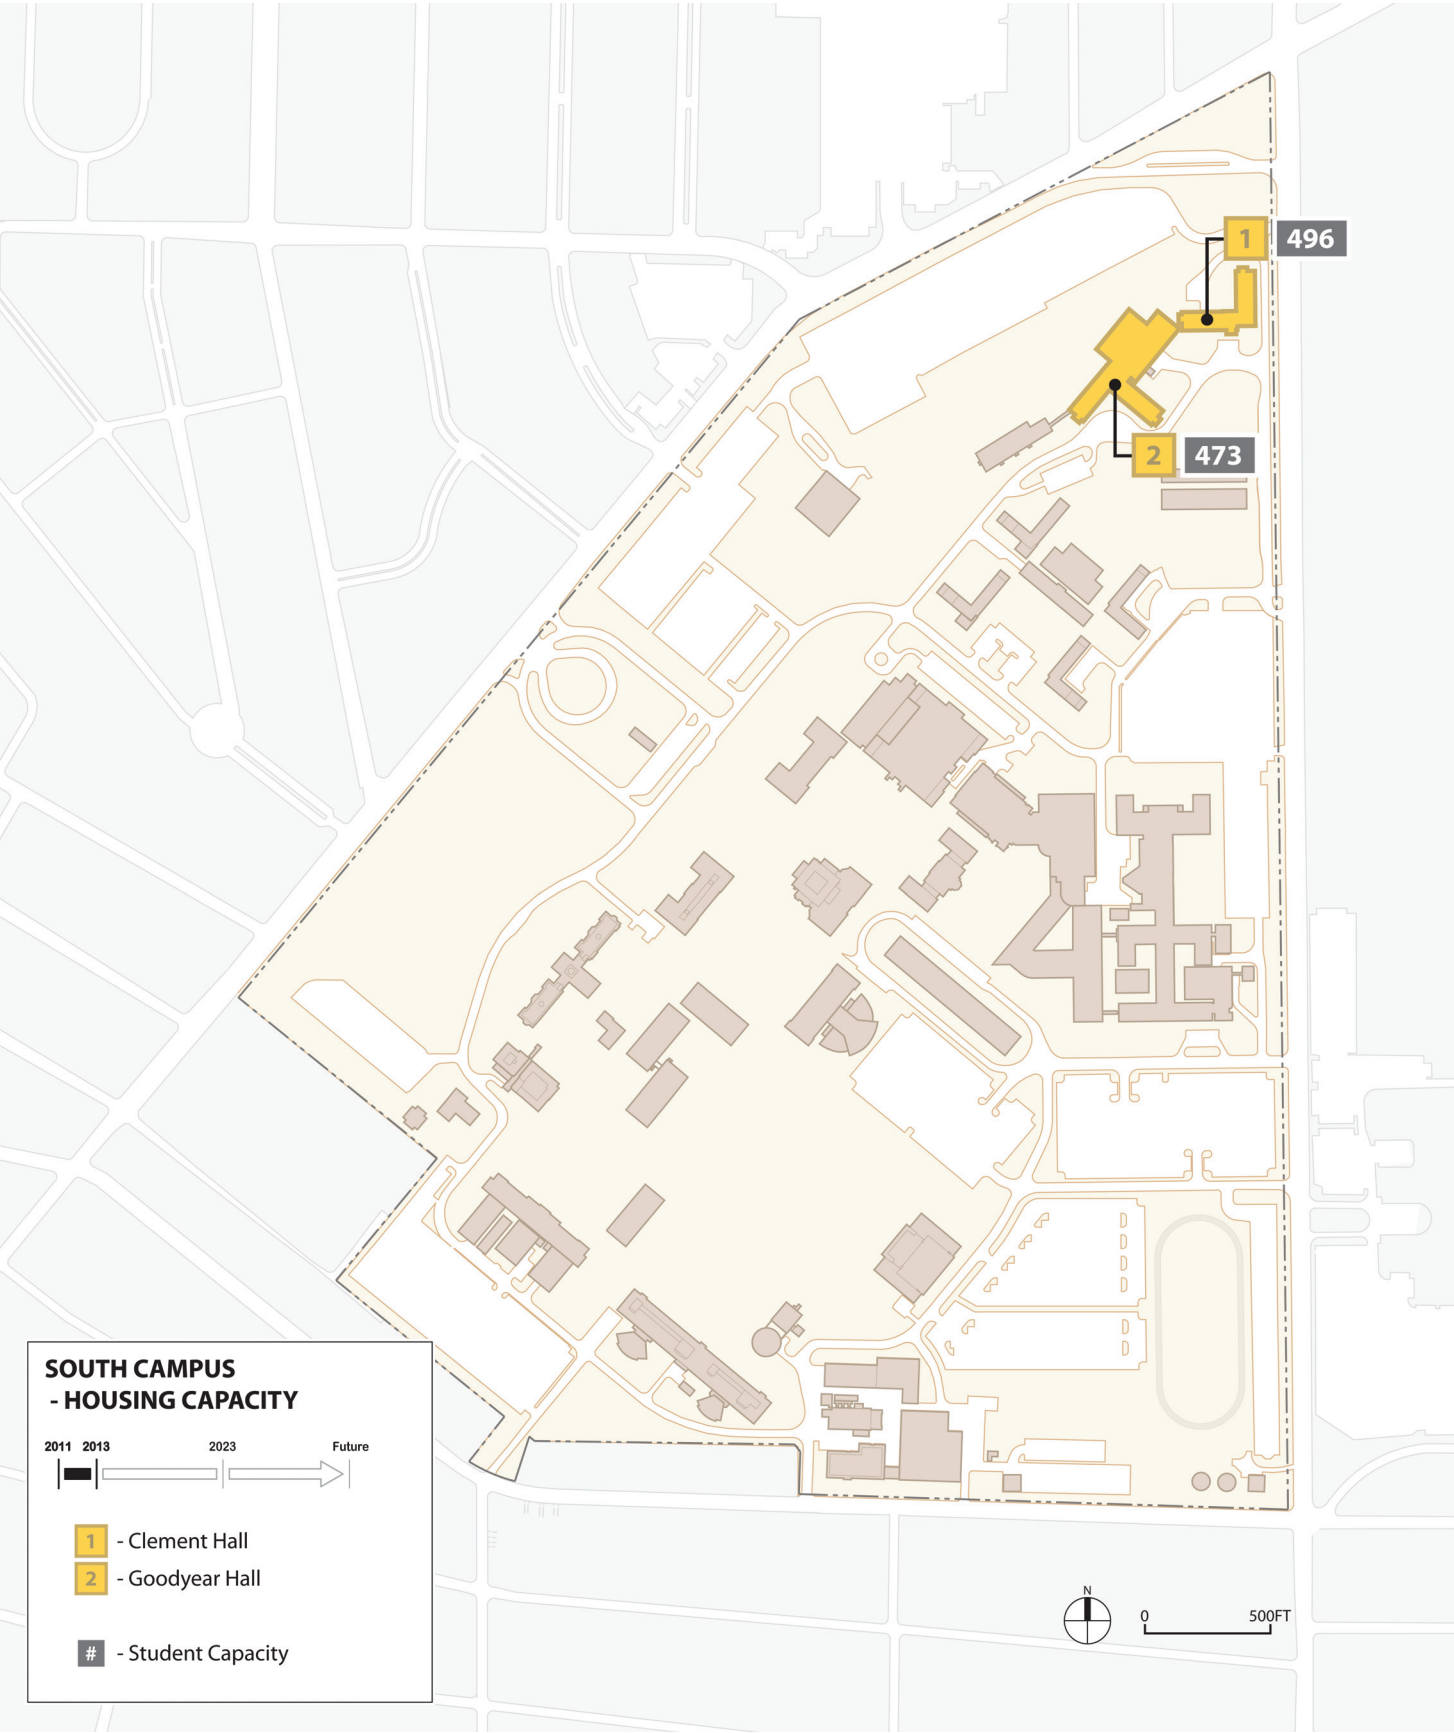 1 496
2 473
SOUTH CAMPUS
- HOUSING CAPACITY
2011 2013 2023 Future
1 - Clement Hall
2 - Goodyear Hall
# - Student Capacity
N
0 500FT